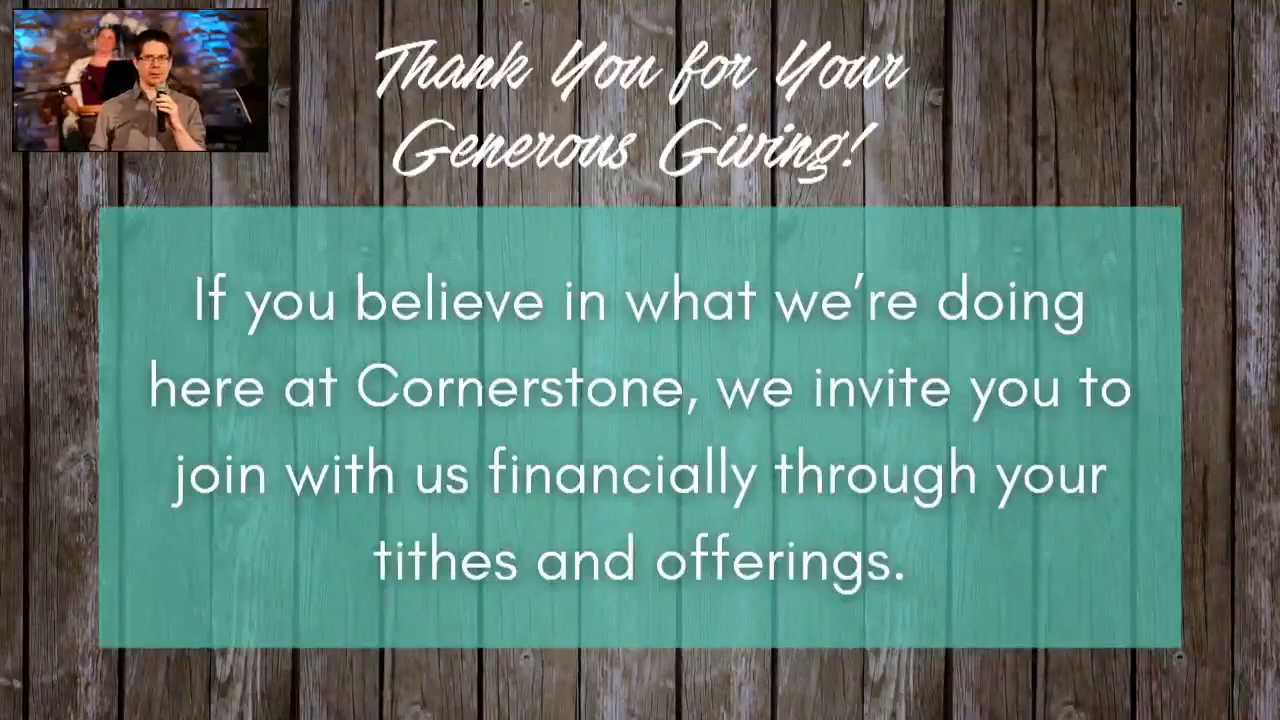 Thank You for Your
Generous Giving!
If you believe in what we’re doing
here at Cornerstone, we invite you to
join with us financially through your
tithes and offerings.